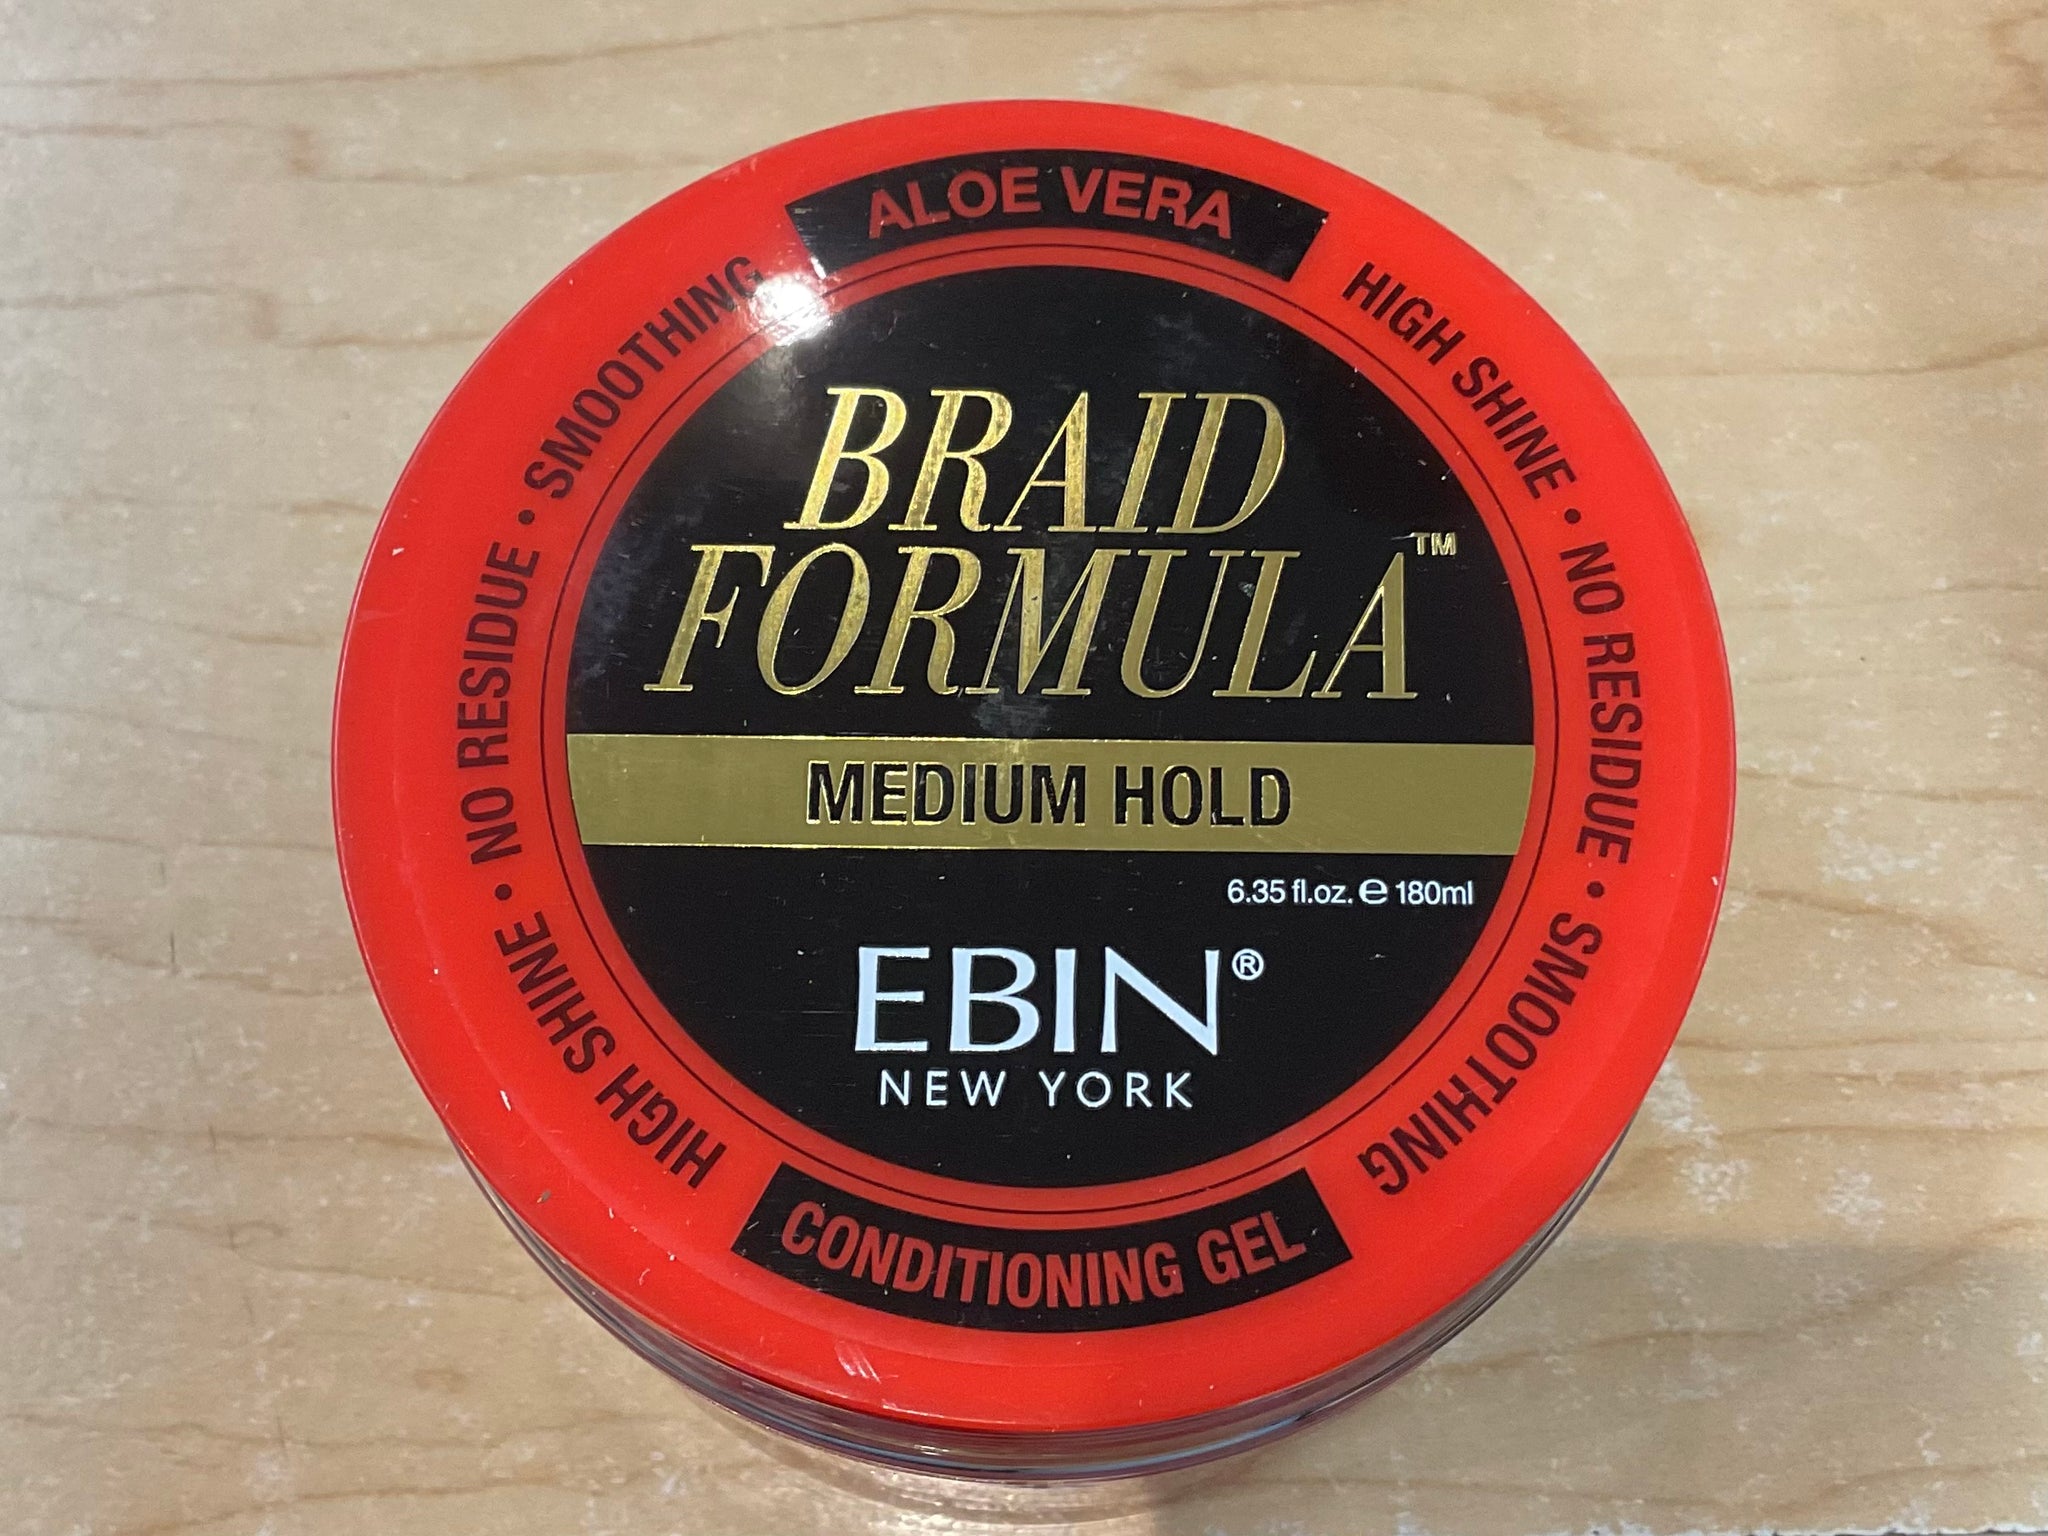 ALOE VERA
HIGH SHINE • NO RESIDUE • SMOOTHING
BRAID
FORMULA™
MEDIUM HOLD
6.35 fl.oz. ℮ 180ml
EBIN®
NEW YORK
HIGH SHINE • NO RESIDUE • SMOOTHING
CONDITIONING GEL